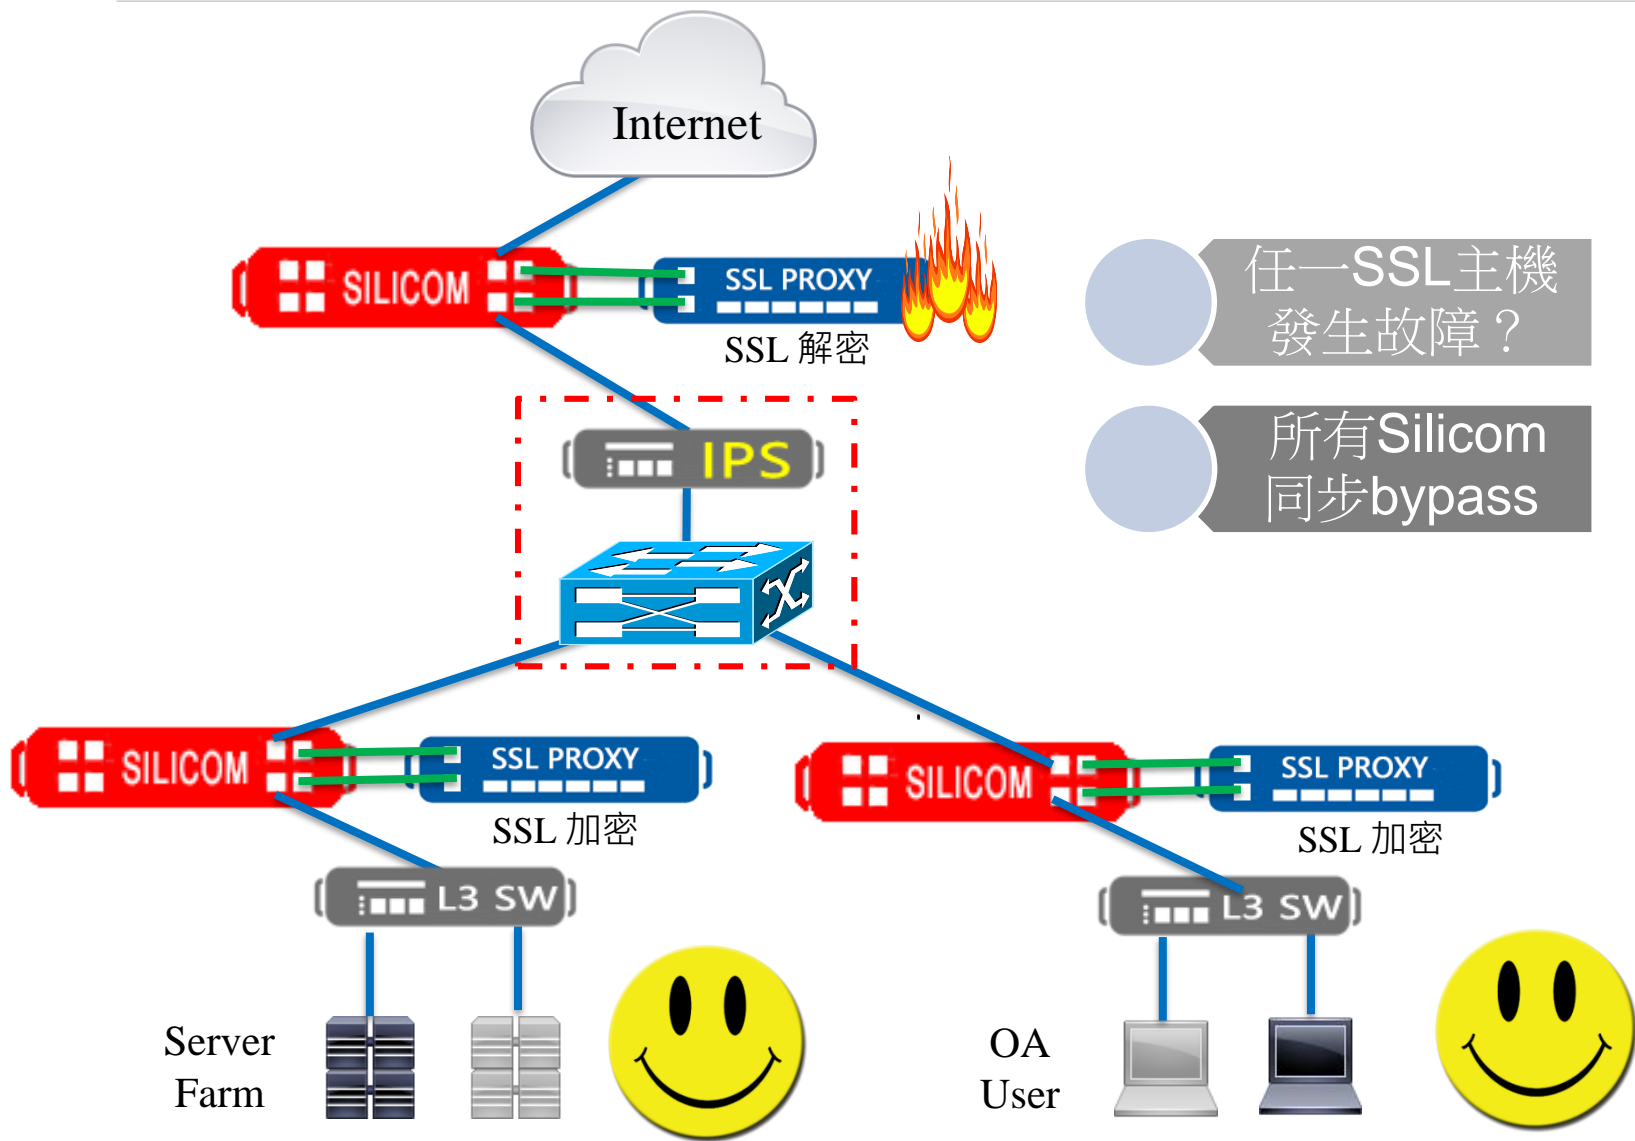 Internet
SILICOM
SSL PROXY
SSL 解密
任一SSL主機
發生故障？
所有Silicom
同步bypass
IPS
SILICOM
SSL PROXY
SSL 加密
SILICOM
SSL PROXY
SSL 加密
L3 SW
L3 SW
Server
Farm
OA
User